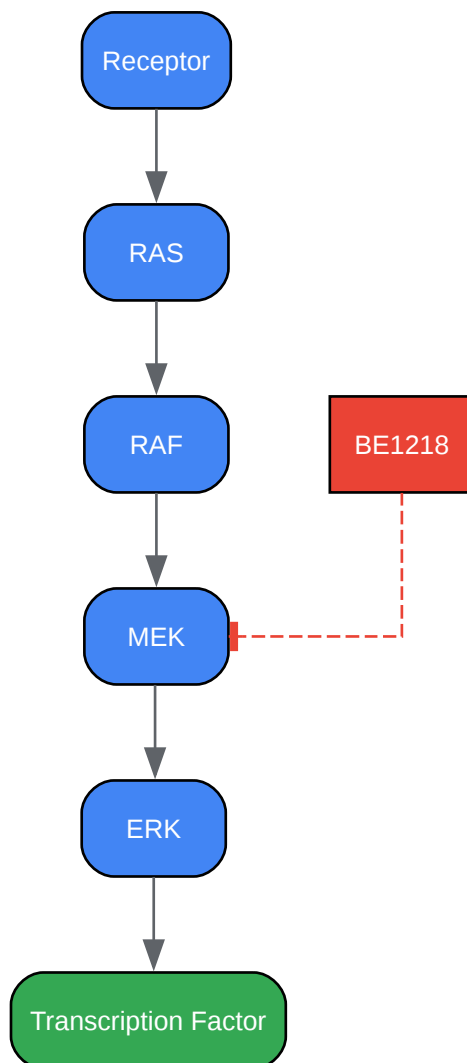 Receptor
RAS
RAF
BE1218
MEK
ERK
Transcription Factor